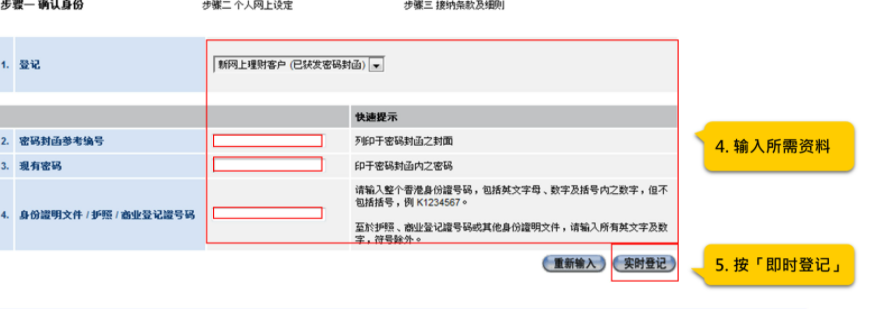 步骤一 确认身份 步骤二 个人网上设定 步骤三 接纳条款及细则
1. 登记 新网上理财客户 (已获发密码封函)
快速提示
2. 密码封函参考编号 列印于密码封函之封面
3. 现有密码 印于密码封函内之密码
4. 身份證明文件 / 护照 / 商业登记證号码
请输入整个香港身份證号码，包括英文字母、数字及括号内之数字，但不
包括括号，例 K1234567。
至於护照、商业登记證号码或其他身份證明文件，请输入所有英文字及数
字，符号除外。
重新输入 实时登记
4. 输入所需资料
5. 按「即时登记」